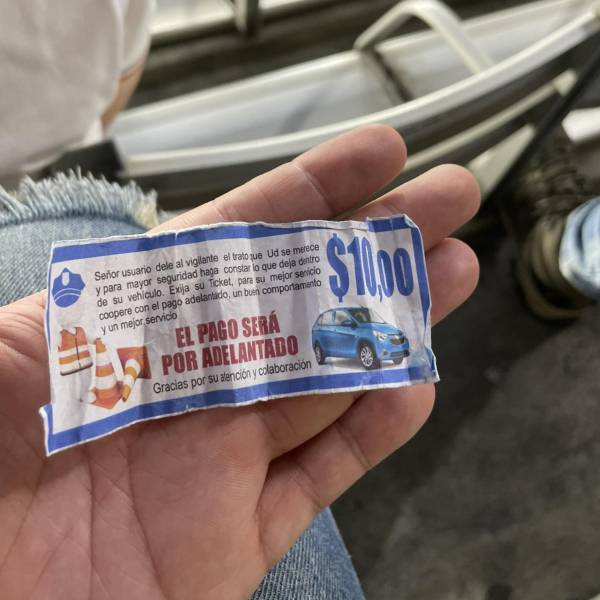 Señor usuario dele al vigilante el trato que Ud se merece
y para mayor seguridad haga constar lo que deja dentro
de su vehículo. Exija su Ticket, para su mejor servicio
coopere con el pago adelantado, un buen comportamiento
y un mejor servicio
$10,00
EL PAGO SERÁ
POR ADELANTADO
Gracias por su atención y colaboración